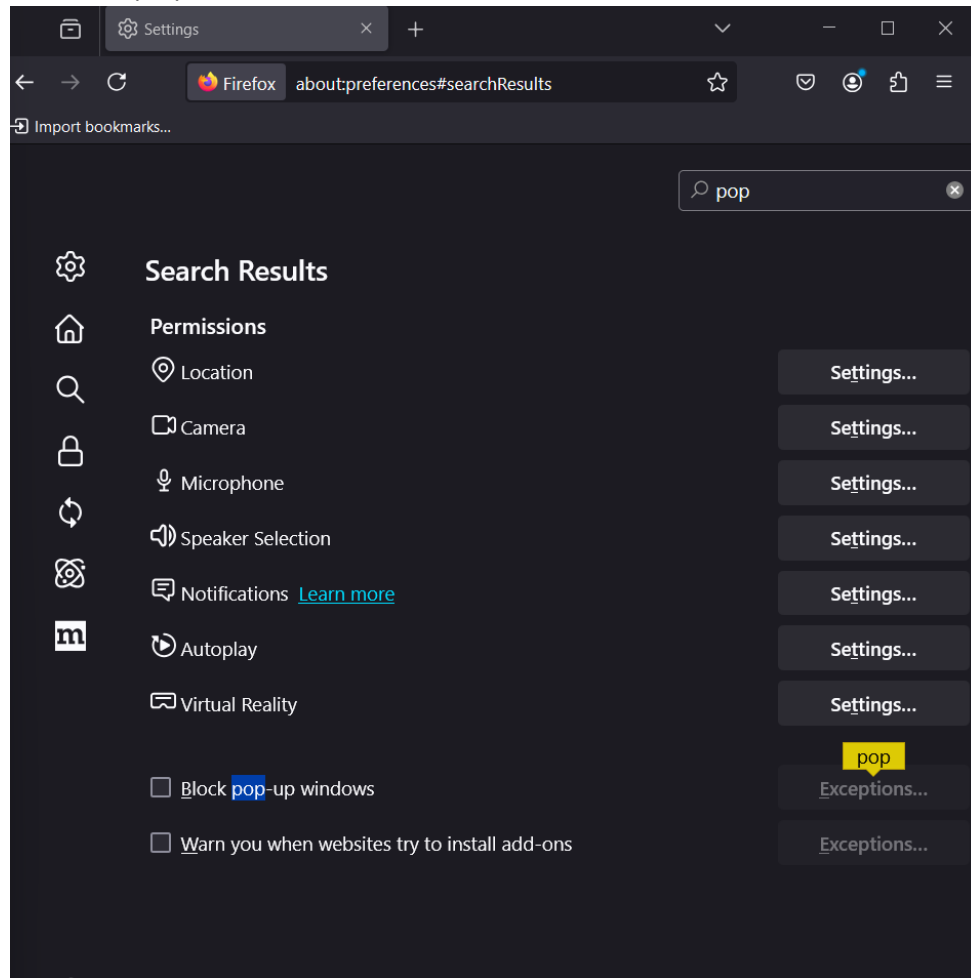 Settings
Firefox about:preferences#searchResults
Import bookmarks...
pop
Search Results
Permissions
Location Settings...
Camera Settings...
Microphone Settings...
Speaker Selection Settings...
Notifications Learn more Settings...
m
Autoplay Settings...
Virtual Reality Settings...
pop
Block pop-up windows Exceptions...
Warn you when websites try to install add-ons Exceptions...